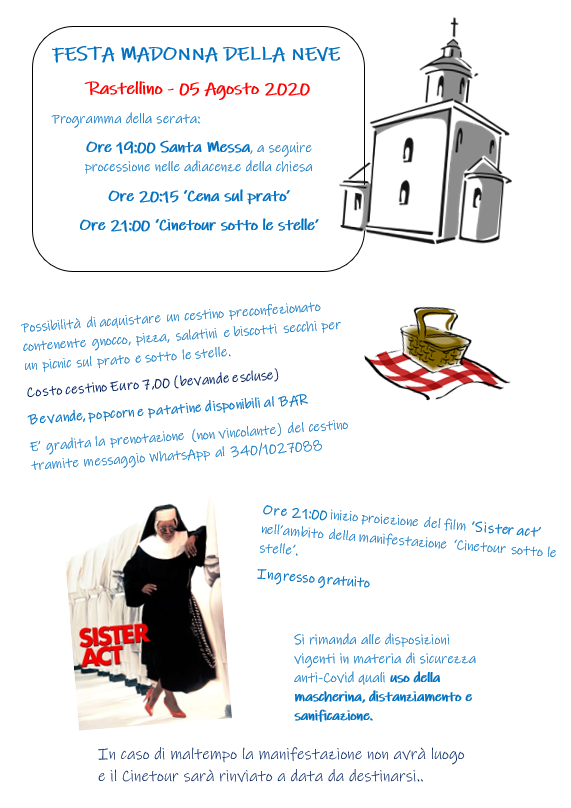 FESTA MADONNA DELLA NEVE
Rastellino - 05 Agosto 2020
Programma della serata:
Ore 19:00 Santa Messa, a seguire
processione nelle adiacenze della chiesa
Ore 20:15 'Cena sul prato'
Ore 21:00 'Cinetour sotto le stelle'
Possibilità di acquistare un cestino preconfezionato
contenente gnocco, pizza, salatini e biscotti secchi per
un picnic sul prato e sotto le stelle.
Costo cestino Euro 7,00 (bevande escluse)
Bevande, popcorn e patatine disponibili al BAR
E' gradita la prenotazione (non vincolante) del cestino
tramite messaggio WhatsApp al 340/1027088
Ore 21:00 inizio proiezione del film 'Sister act'
nell'ambito della manifestazione 'Cinetour sotto le
stelle'.
Ingresso gratuito
SISTER
ACT
Si rimanda alle disposizioni
vigenti in materia di sicurezza
anti-Covid quali uso della
mascherina, distanziamento e
sanificazione.
In caso di maltempo la manifestazione non avrà luogo
e il Cinetour sarà rinviato a data da destinarsi..